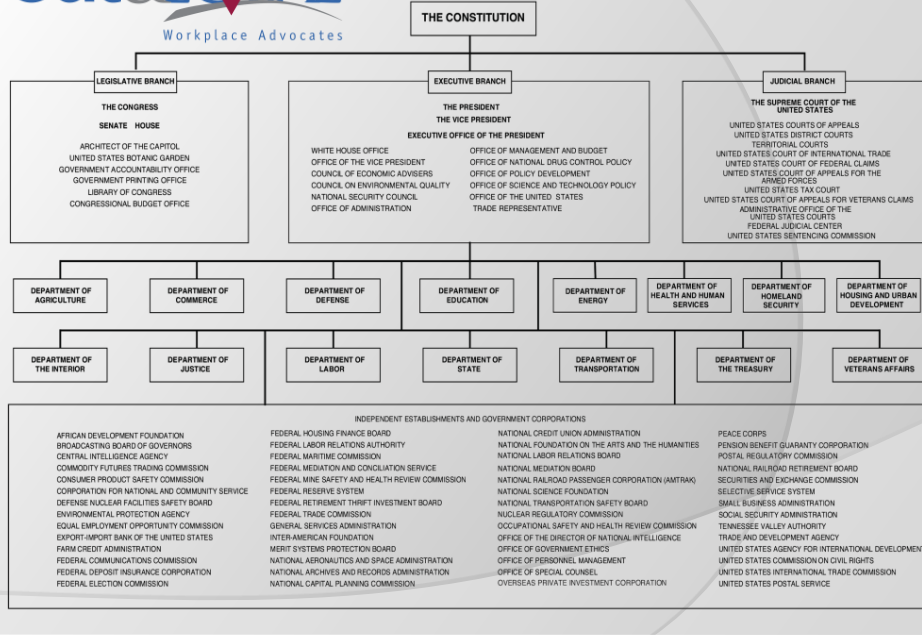 Workplace Advocates
THE CONSTITUTION
LEGISLATIVE BRANCH
THE CONGRESS
SENATE HOUSE
ARCHITECT OF THE CAPITOL
UNITED STATES BOTANIC GARDEN
GOVERNMENT ACCOUNTABILITY OFFICE
GOVERNMENT PRINTING OFFICE
LIBRARY OF CONGRESS
CONGRESSIONAL BUDGET OFFICE
EXECUTIVE BRANCH
THE PRESIDENT
THE VICE PRESIDENT
EXECUTIVE OFFICE OF THE PRESIDENT
WHITE HOUSE OFFICE
OFFICE OF THE VICE PRESIDENT
COUNCIL OF ECONOMIC ADVISERS
COUNCIL ON ENVIRONMENTAL QUALITY
NATIONAL SECURITY COUNCIL
OFFICE OF ADMINISTRATION
OFFICE OF MANAGEMENT AND BUDGET
OFFICE OF NATIONAL DRUG CONTROL POLICY
OFFICE OF POLICY DEVELOPMENT
OFFICE OF SCIENCE AND TECHNOLOGY POLICY
OFFICE OF THE UNITED STATES
TRADE REPRESENTATIVE
JUDICIAL BRANCH
THE SUPREME COURT OF THE
UNITED STATES
UNITED STATES COURTS OF APPEALS
UNITED STATES DISTRICT COURTS
TERRITORIAL COURTS
UNITED STATES COURT OF INTERNATIONAL TRADE
UNITED STATES COURT OF FEDERAL CLAIMS
UNITED STATES COURT OF APPEALS FOR THE
ARMED FORCES
UNITED STATES TAX COURT
UNITED STATES COURT OF APPEALS FOR VETERANS CLAIMS
ADMINISTRATIVE OFFICE OF THE
UNITED STATES COURTS
FEDERAL JUDICIAL CENTER
UNITED STATES SENTENCING COMMISSION
DEPARTMENT OF
AGRICULTURE
DEPARTMENT OF
COMMERCE
DEPARTMENT OF
DEFENSE
DEPARTMENT OF
EDUCATION
DEPARTMENT OF
ENERGY
DEPARTMENT OF
HEALTH AND HUMAN
SERVICES
DEPARTMENT OF
HOMELAND
SECURITY
DEPARTMENT OF
HOUSING AND URBAN
DEVELOPMENT
DEPARTMENT OF
THE INTERIOR
DEPARTMENT OF
JUSTICE
DEPARTMENT OF
LABOR
DEPARTMENT OF
STATE
DEPARTMENT OF
TRANSPORTATION
DEPARTMENT OF
THE TREASURY
DEPARTMENT OF
VETERANS AFFAIRS
INDEPENDENT ESTABLISHMENTS AND GOVERNMENT CORPORATIONS
AFRICAN DEVELOPMENT FOUNDATION
BROADCASTING BOARD OF GOVERNORS
CENTRAL INTELLIGENCE AGENCY
COMMODITY FUTURES TRADING COMMISSION
CONSUMER PRODUCT SAFETY COMMISSION
CORPORATION FOR NATIONAL AND COMMUNITY SERVICE
DEFENSE NUCLEAR FACILITIES SAFETY BOARD
ENVIRONMENTAL PROTECTION AGENCY
EQUAL EMPLOYMENT OPPORTUNITY COMMISSION
EXPORT-IMPORT BANK OF THE UNITED STATES
FARM CREDIT ADMINISTRATION
FEDERAL COMMUNICATIONS COMMISSION
FEDERAL DEPOSIT INSURANCE CORPORATION
FEDERAL ELECTION COMMISSION
FEDERAL HOUSING FINANCE BOARD
FEDERAL LABOR RELATIONS AUTHORITY
FEDERAL MARITIME COMMISSION
FEDERAL MEDIATION AND CONCILIATION SERVICE
FEDERAL MINE SAFETY AND HEALTH REVIEW COMMISSION
FEDERAL RESERVE SYSTEM
FEDERAL RETIREMENT THRIFT INVESTMENT BOARD
FEDERAL TRADE COMMISSION
GENERAL SERVICES ADMINISTRATION
INTER-AMERICAN FOUNDATION
MERIT SYSTEMS PROTECTION BOARD
NATIONAL AERONAUTICS AND SPACE ADMINISTRATION
NATIONAL ARCHIVES AND RECORDS ADMINISTRATION
NATIONAL CAPITAL PLANNING COMMISSION
NATIONAL CREDIT UNION ADMINISTRATION
NATIONAL FOUNDATION ON THE ARTS AND THE HUMANITIES
NATIONAL LABOR RELATIONS BOARD
NATIONAL MEDIATION BOARD
NATIONAL RAILROAD PASSENGER CORPORATION (AMTRAK)
NATIONAL SCIENCE FOUNDATION
NATIONAL TRANSPORTATION SAFETY BOARD
NUCLEAR REGULATORY COMMISSION
OCCUPATIONAL SAFETY AND HEALTH REVIEW COMMISSION
OFFICE OF THE DIRECTOR OF NATIONAL INTELLIGENCE
OFFICE OF GOVERNMENT ETHICS
OFFICE OF PERSONNEL MANAGEMENT
OFFICE OF SPECIAL COUNSEL
OVERSEAS PRIVATE INVESTMENT CORPORATION
PEACE CORPS
PENSION BENEFIT GUARANTY CORPORATION
POSTAL REGULATORY COMMISSION
NATIONAL RAILROAD RETIREMENT BOARD
SECURITIES AND EXCHANGE COMMISSION
SELECTIVE SERVICE SYSTEM
SMALL BUSINESS ADMINISTRATION
SOCIAL SECURITY ADMINISTRATION
TENNESSEE VALLEY AUTHORITY
TRADE AND DEVELOPMENT AGENCY
UNITED STATES AGENCY FOR INTERNATIONAL DEVELOPMENT
UNITED STATES COMMISSION ON CIVIL RIGHTS
UNITED STATES INTERNATIONAL TRADE COMMISSION
UNITED STATES POSTAL SERVICE